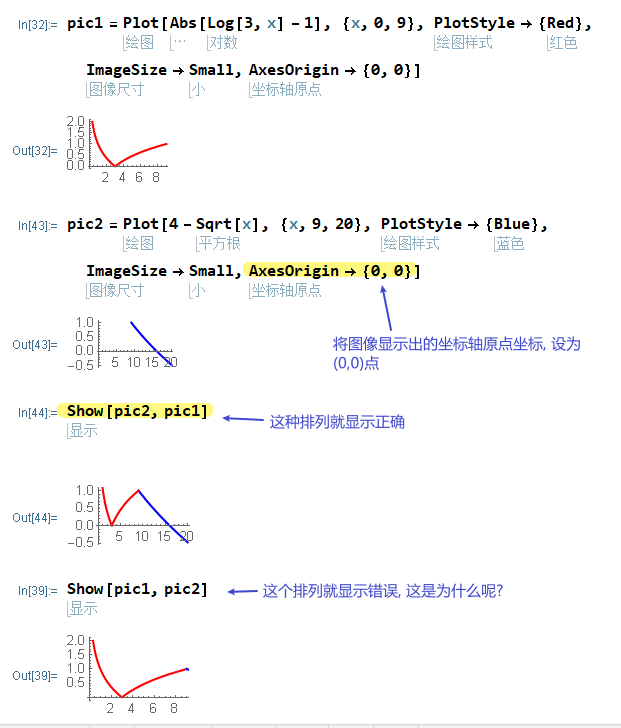 In[32]:= pic1 = Plot[Abs[Log[3, x] - 1], {x, 0, 9}, PlotStyle → {Red},
绘图 … 对数 绘图样式 红色
ImageSize → Small, AxesOrigin → {0, 0}]
图像尺寸 小 坐标轴原点
2.0
1.5
1.0
Out[32]= 0.5
0.0
2 4 6 8
In[43]:= pic2 = Plot[4 - Sqrt[x], {x, 9, 20}, PlotStyle → {Blue},
绘图 平方根 绘图样式 蓝色
ImageSize → Small, AxesOrigin → {0, 0}]
图像尺寸 小 坐标轴原点
1.0
0.5
Out[43]= 0.0
5 10 15 20
-0.5
将图像显示出的坐标轴原点坐标, 设为
(0,0)点
In[44]:= Show[pic2, pic1]
显示
这种排列就显示正确
1.0
0.5
Out[44]= 0.0
5 10 15 20
-0.5
In[39]:= Show[pic1, pic2]
显示
这个排列就显示错误, 这是为什么呢?
2.0
1.5
1.0
Out[39]= 0.5
2 4 6 8